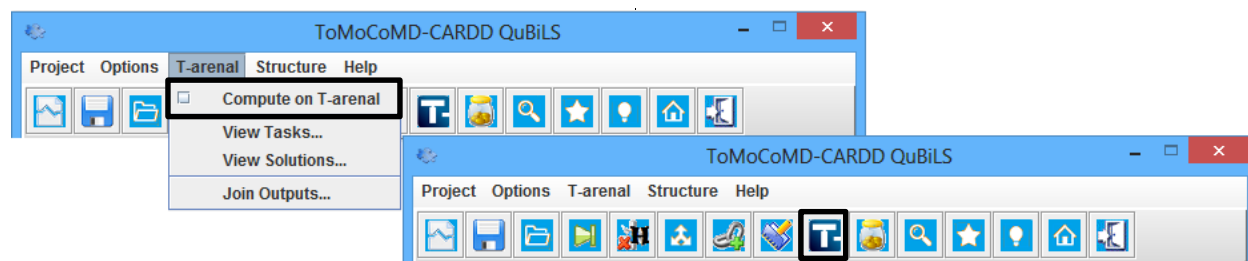 ToMoCoMD-CARDD QuBiLS
Project Options T-arenal Structure Help
Compute on T-arenal
View Tasks...
View Solutions...
Join Outputs...
T-
ToMoCoMD-CARDD QuBiLS
Project Options T-arenal Structure Help
H
T-